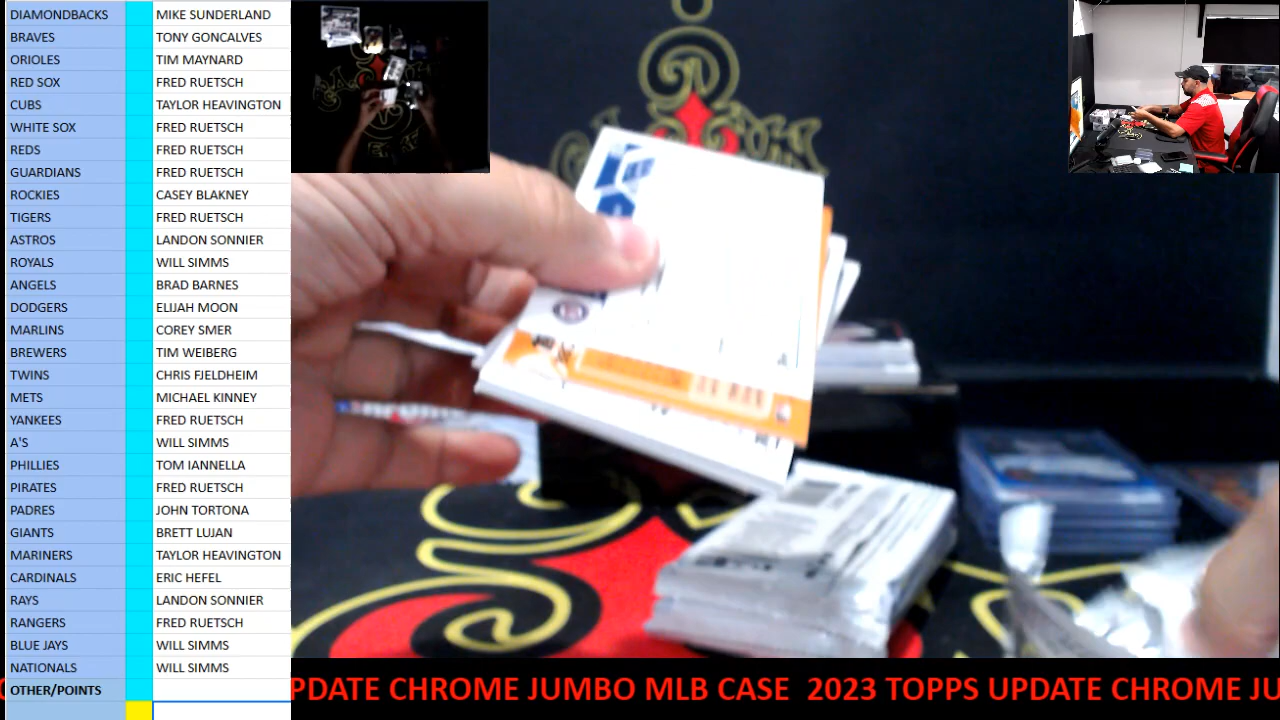 DIAMONDBACKS MIKE SUNDERLAND
BRAVES TONY GONCALVES
ORIOLES TIM MAYNARD
RED SOX FRED RUETSCH
CUBS TAYLOR HEAVINGTON
WHITE SOX FRED RUETSCH
REDS FRED RUETSCH
GUARDIANS FRED RUETSCH
ROCKIES CASEY BLAKNEY
TIGERS FRED RUETSCH
ASTROS LANDON SONNIER
ROYALS WILL SIMMS
ANGELS BRAD BARNES
DODGERS ELIJAH MOON
MARLINS COREY SMER
BREWERS TIM WEIBERG
TWINS CHRIS FJELDHEIM
METS MICHAEL KINNEY
YANKEES FRED RUETSCH
A'S WILL SIMMS
PHILLIES TOM IANNELLA
PIRATES FRED RUETSCH
PADRES JOHN TORTONA
GIANTS BRETT LUJAN
MARINERS TAYLOR HEAVINGTON
CARDINALS ERIC HEFEL
RAYS LANDON SONNIER
RANGERS FRED RUETSCH
BLUE JAYS WILL SIMMS
NATIONALS WILL SIMMS
OTHER/POINTS
PDATE CHROME JUMBO MLB CASE 2023 TOPPS UPDATE CHROME JU